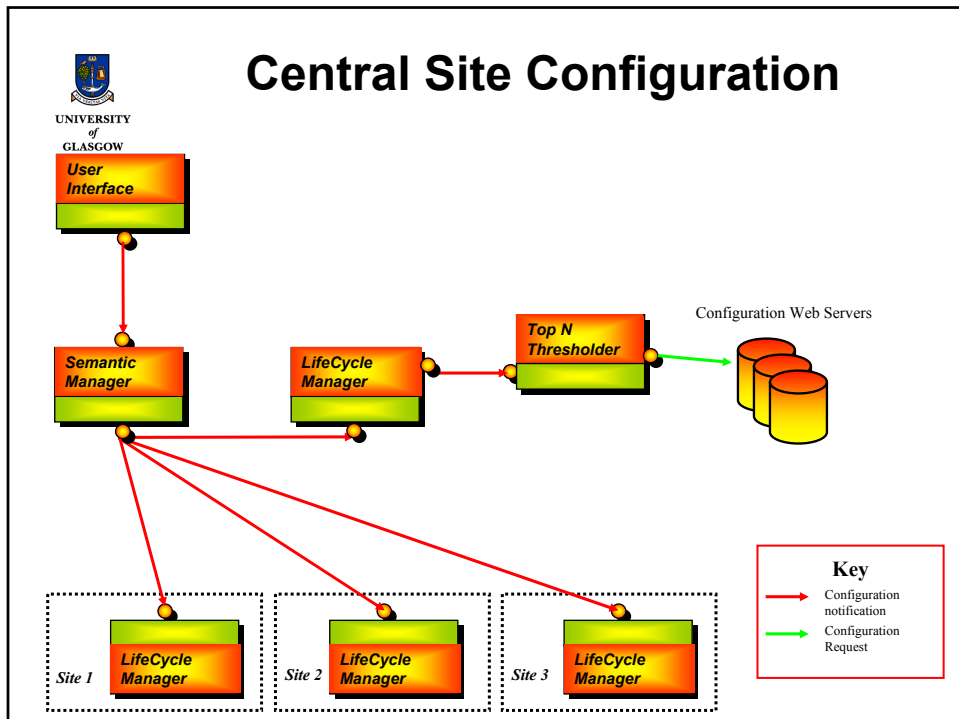 Central Site Configuration
UNIVERSITY
of
GLASGOW
User
Interface
Semantic
Manager
LifeCycle
Manager
Top N
Thresholder
Configuration Web Servers
Site 1
LifeCycle
Manager
Site 2
LifeCycle
Manager
Site 3
LifeCycle
Manager
Key
Configuration
notification
Configuration
Request